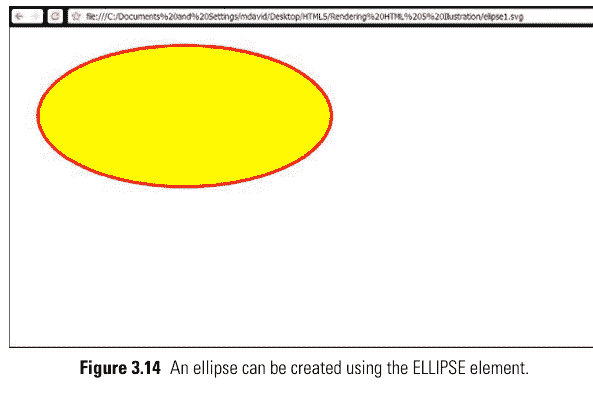 file:///C:/Documents%20and%20Settings/mdavid/Desktop/HTML5/Rendering%20HTML%205%20Illustration/elipse1.svg
Figure 3.14 An ellipse can be created using the ELLIPSE element.